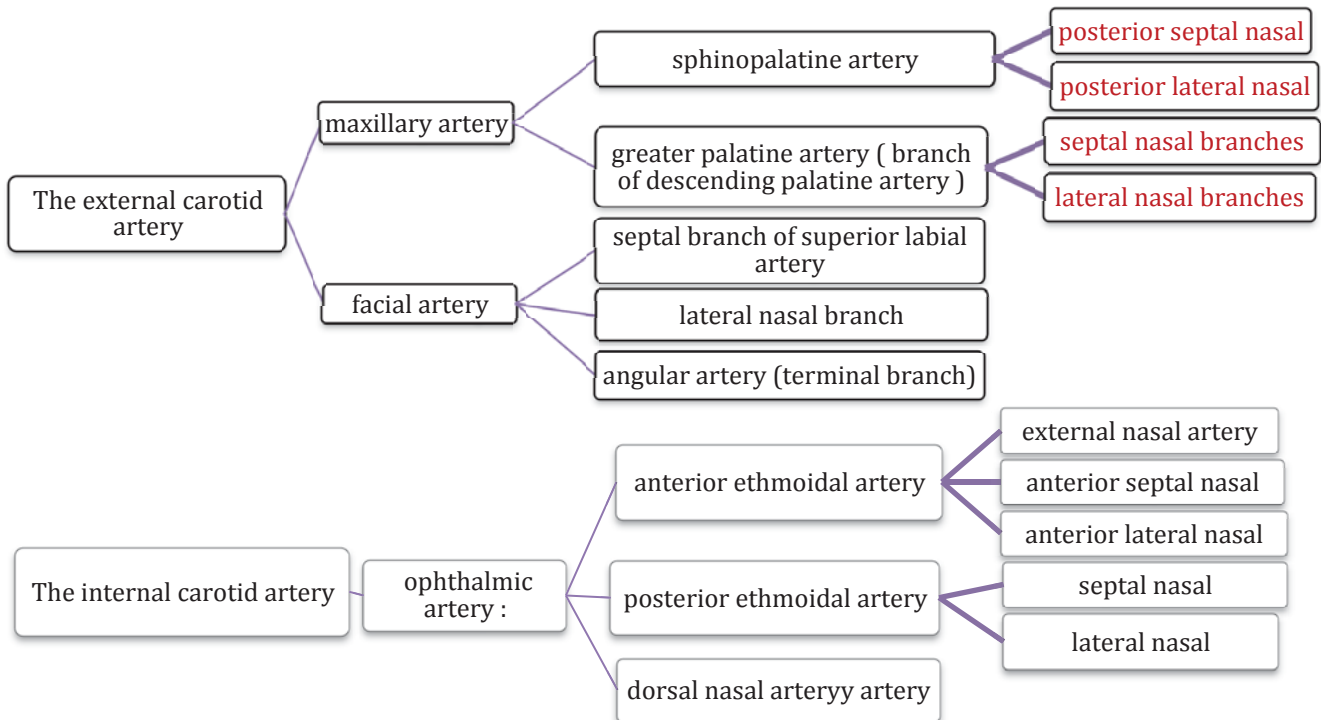 The external carotid
artery
maxillary artery
sphinopalatine artery
posterior septal nasal
posterior lateral nasal
greater palatine artery ( branch
of descending palatine artery )
septal nasal branches
lateral nasal branches
facial artery
septal branch of superior labial
artery
lateral nasal branch
angular artery (terminal branch)
The internal carotid artery
ophthalmic
artery :
anterior ethmoidal artery
external nasal artery
anterior septal nasal
anterior lateral nasal
posterior ethmoidal artery
septal nasal
lateral nasal
dorsal nasal arteryy artery